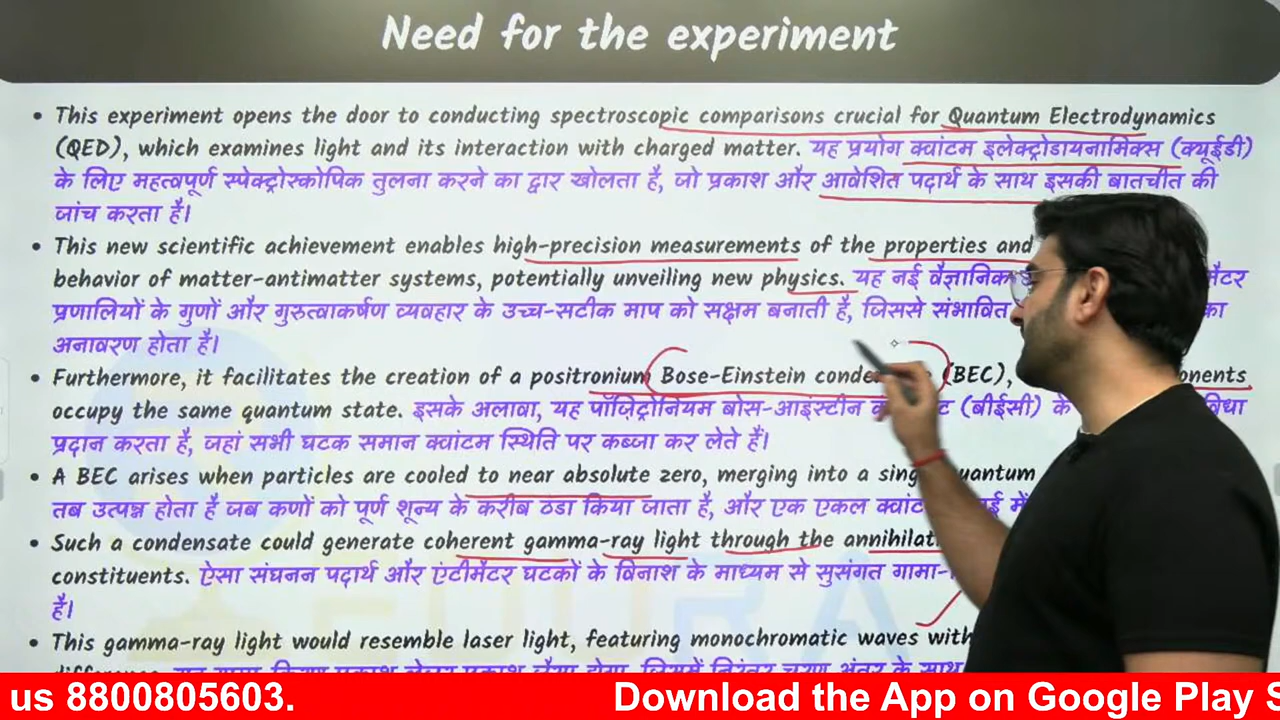 Need for the experiment
• This experiment opens the door to conducting spectroscopic comparisons crucial for Quantum Electrodynamics
(QED), which examines light and its interaction with charged matter. यह प्रयोग क्वांटम इलेक्ट्रोडायनामिक्स (क्यूईडी)
के लिए महत्वपूर्ण स्पेक्ट्रोस्कोपिक तुलना करने का द्वार खोलता है, जो प्रकाश और आवेशित पदार्थ के साथ इसकी बातचीत की
जांच करता है।
• This new scientific achievement enables high-precision measurements of the properties and
behavior of matter-antimatter systems, potentially unveiling new physics. यह नई वैज्ञानिक
प्रणालियों के गुणों और गुरुत्वाकर्षण व्यवहार के उच्च-सटीक माप को सक्षम बनाती है, जिससे संभावित का
अनावरण होता है।
• Furthermore, it facilitates the creation of a positronium Bose-Einstein (BEC),
occupy the same quantum state. इसके अलावा, यह पॉज़िट्रोनियम बोस-आइंस्टीन (बीईसी) के
प्रदान करता है, जहां सभी घटक समान क्वांटम स्थिति पर कब्जा कर लेते हैं।
• A BEC arises when particles are cooled to near absolute zero, merging into a quantum
तब उत्पन्न होता है जब कणों को पूर्ण शून्य के करीब ठंडा किया जाता है, और एक एकल में
• Such a condensate could generate coherent gamma-ray light through the
constituents. ऐसा संघनन पदार्थ और एंटीमैटर घटकों के विनाश के माध्यम से सुसंगत
है।
• This gamma-ray light would resemble laser light, featuring monochromatic waves with
us 8800805603. Download the App on Google Play